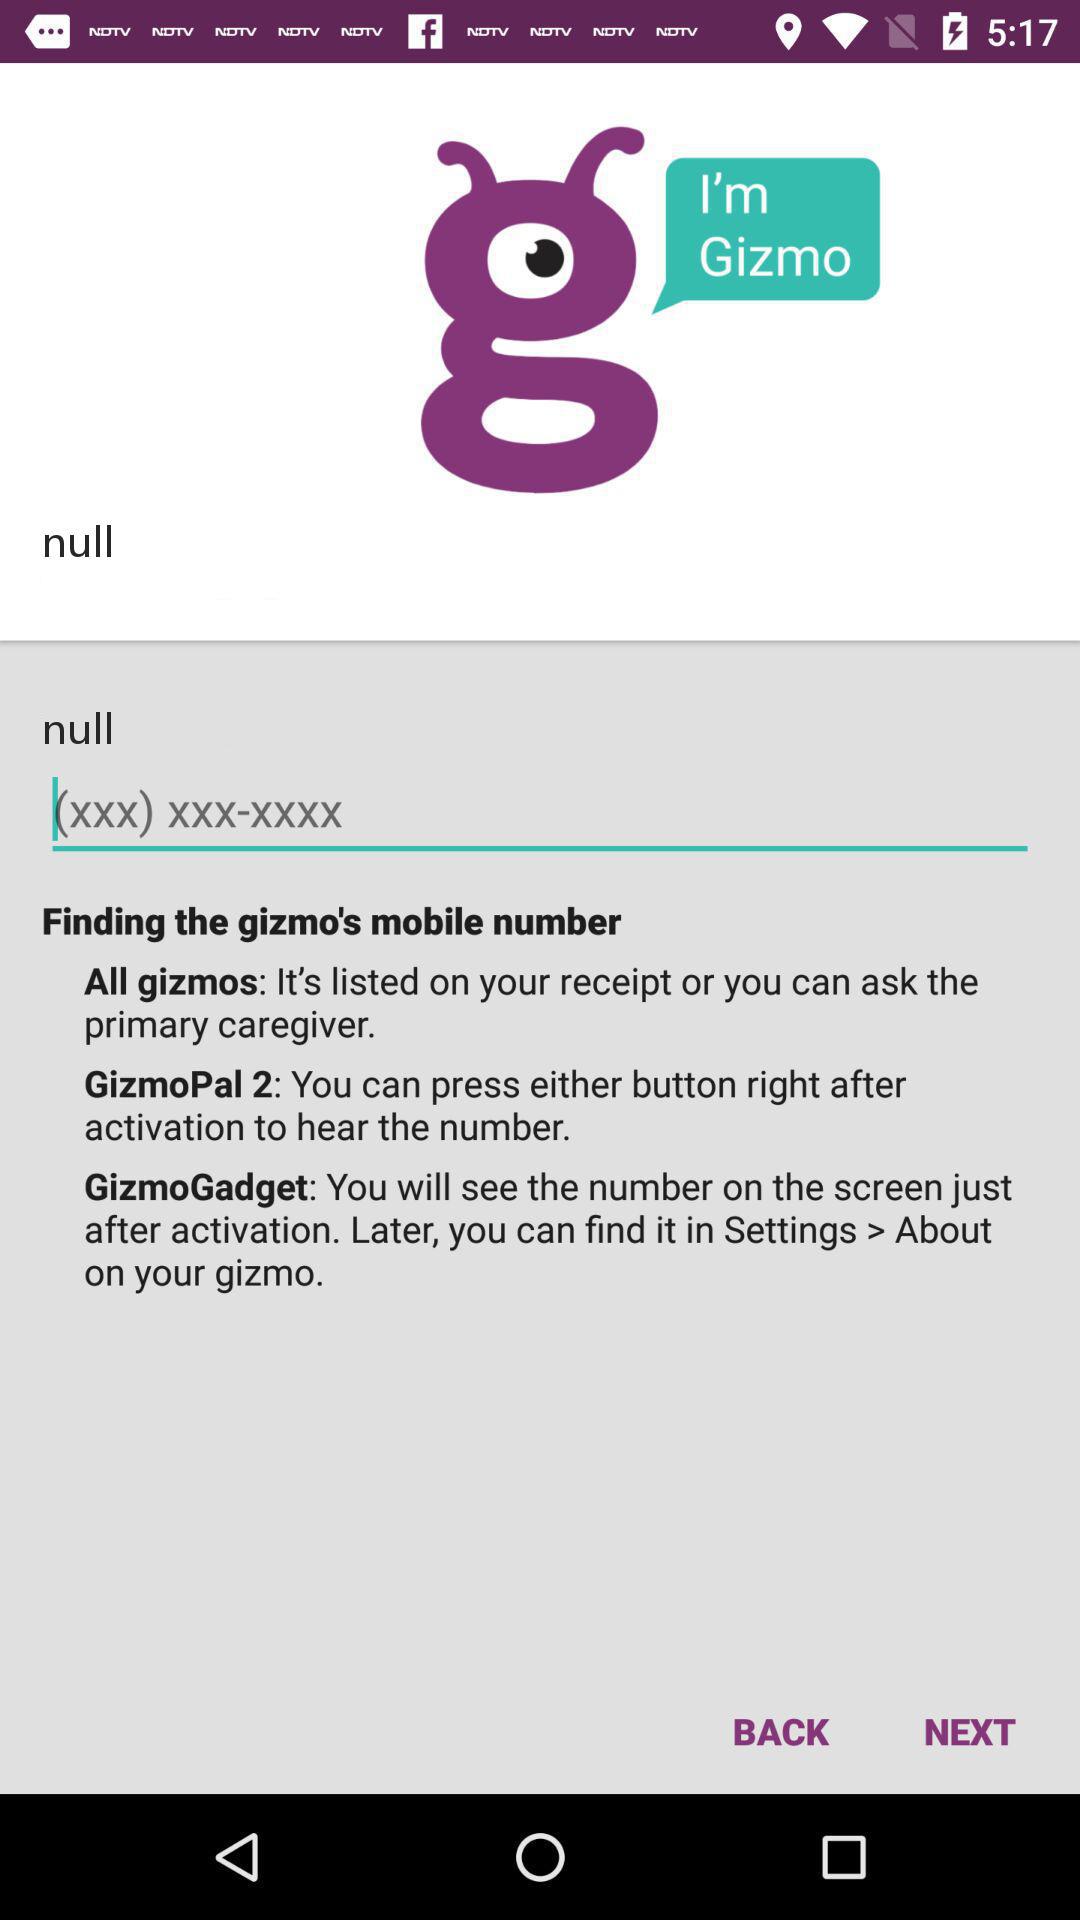 NDTV NDTV NDTV NDTV NDTV f NDTV NDTV NDTV NDTV 5:17
I'm
Gizmo
g
null
null
(xxx) xxx-xxxx
Finding the gizmo's mobile number
All gizmos: It’s listed on your receipt or you can ask the
primary caregiver.
GizmoPal 2: You can press either button right after
activation to hear the number.
GizmoGadget: You will see the number on the screen just
after activation. Later, you can find it in Settings > About
on your gizmo.
BACK NEXT